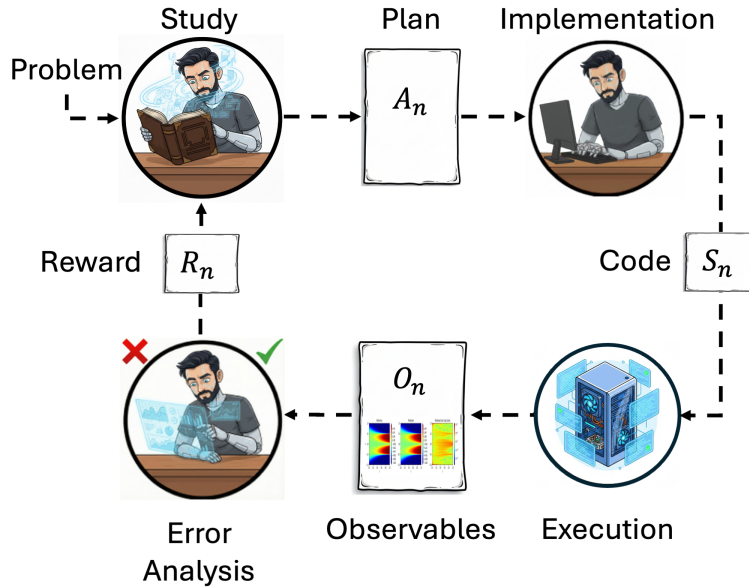 Study
Plan
Implementation
Problem
A_n
Reward
R_n
Code
S_n
O_n
Error
Analysis
Observables
Execution